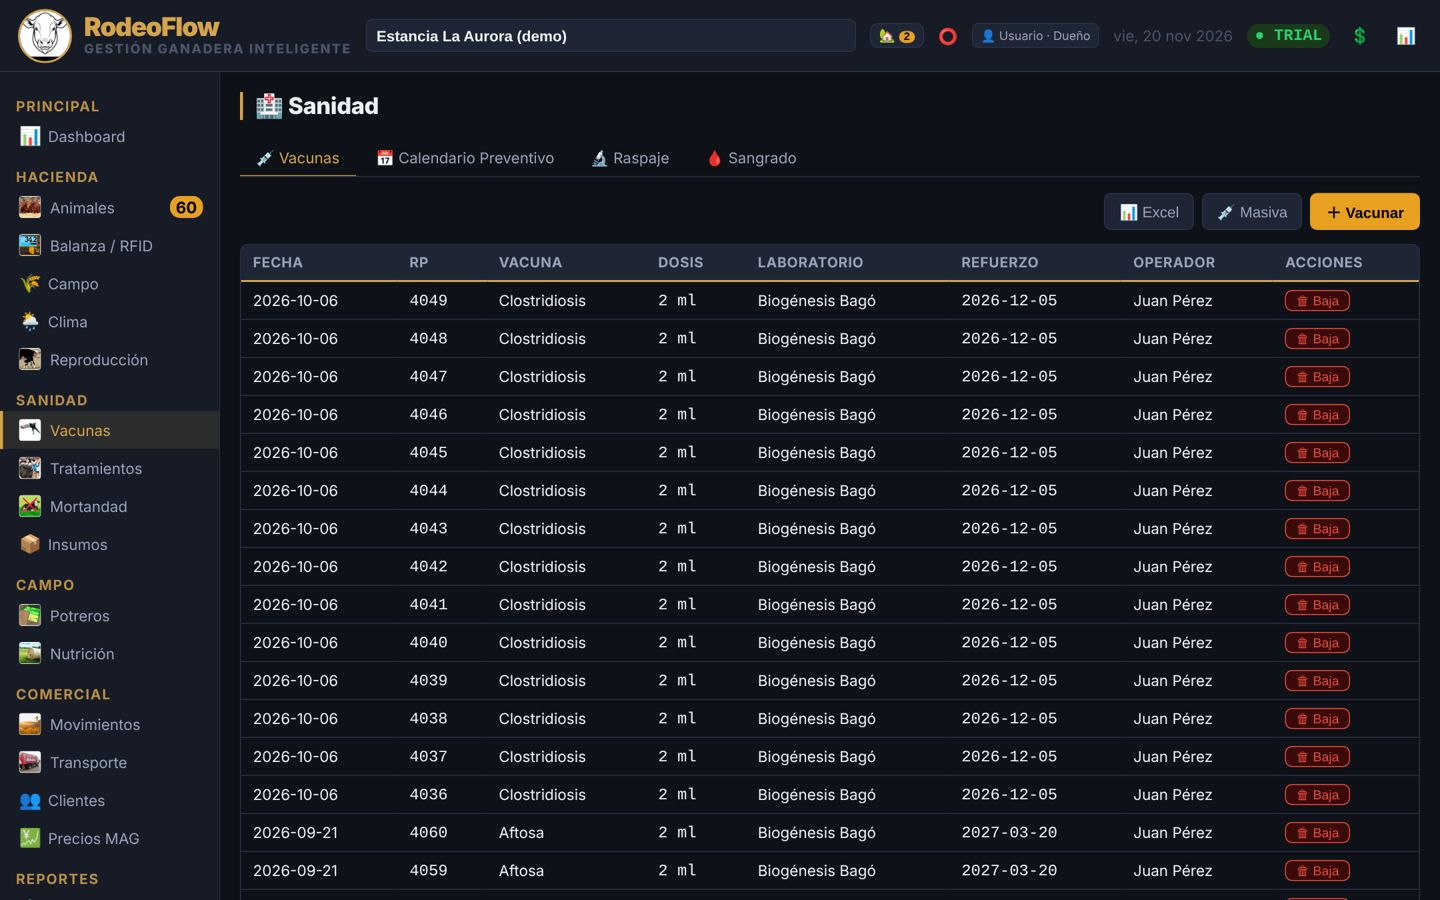 RodeoFlow
GESTIÓN GANADERA INTELIGENTE
Estancia La Aurora (demo)
2
Usuario · Dueño
vie, 20 nov 2026
TRIAL
PRINCIPAL
Dashboard
HACIENDA
Animales 60
Balanza / RFID
Campo
Clima
Reproducción
SANIDAD
Vacunas
Tratamientos
Mortandad
Insumos
CAMPO
Potreros
Nutrición
COMERCIAL
Movimientos
Transporte
Clientes
Precios MAG
REPORTES
Sanidad
Vacunas Calendario Preventivo Raspaje Sangrado
Excel Masiva + Vacunar
FECHA RP VACUNA DOSIS LABORATORIO REFUERZO OPERADOR ACCIONES
2026-10-06 4049 Clostridiosis 2 ml Biogénesis Bagó 2026-12-05 Juan Pérez Baja
2026-10-06 4048 Clostridiosis 2 ml Biogénesis Bagó 2026-12-05 Juan Pérez Baja
2026-10-06 4047 Clostridiosis 2 ml Biogénesis Bagó 2026-12-05 Juan Pérez Baja
2026-10-06 4046 Clostridiosis 2 ml Biogénesis Bagó 2026-12-05 Juan Pérez Baja
2026-10-06 4045 Clostridiosis 2 ml Biogénesis Bagó 2026-12-05 Juan Pérez Baja
2026-10-06 4044 Clostridiosis 2 ml Biogénesis Bagó 2026-12-05 Juan Pérez Baja
2026-10-06 4043 Clostridiosis 2 ml Biogénesis Bagó 2026-12-05 Juan Pérez Baja
2026-10-06 4042 Clostridiosis 2 ml Biogénesis Bagó 2026-12-05 Juan Pérez Baja
2026-10-06 4041 Clostridiosis 2 ml Biogénesis Bagó 2026-12-05 Juan Pérez Baja
2026-10-06 4040 Clostridiosis 2 ml Biogénesis Bagó 2026-12-05 Juan Pérez Baja
2026-10-06 4039 Clostridiosis 2 ml Biogénesis Bagó 2026-12-05 Juan Pérez Baja
2026-10-06 4038 Clostridiosis 2 ml Biogénesis Bagó 2026-12-05 Juan Pérez Baja
2026-10-06 4037 Clostridiosis 2 ml Biogénesis Bagó 2026-12-05 Juan Pérez Baja
2026-10-06 4036 Clostridiosis 2 ml Biogénesis Bagó 2026-12-05 Juan Pérez Baja
2026-09-21 4060 Aftosa 2 ml Biogénesis Bagó 2027-03-20 Juan Pérez Baja
2026-09-21 4059 Aftosa 2 ml Biogénesis Bagó 2027-03-20 Juan Pérez Baja